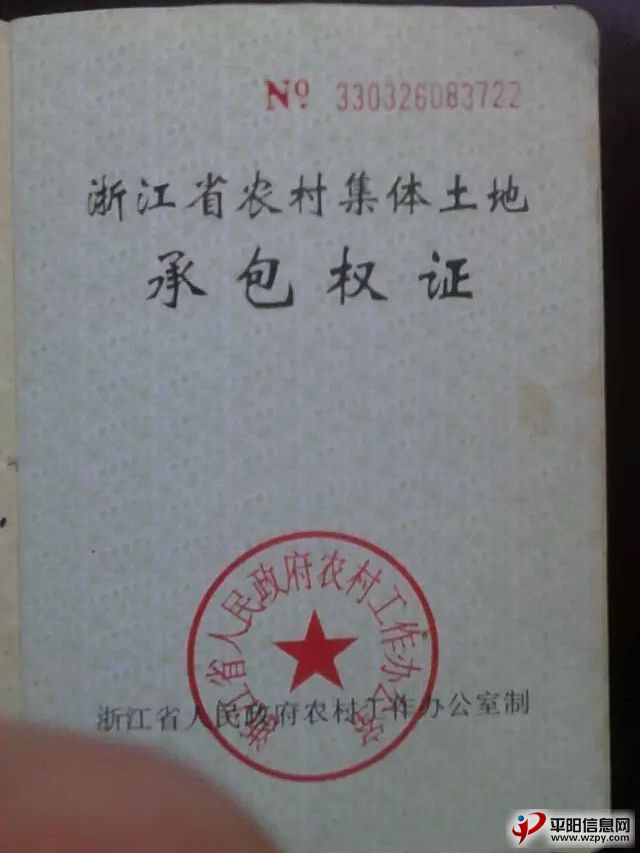 Nº 330326083722
浙江省农村集体土地
承包权证
浙江省人民政府农村工作办公室
浙江省人民政府农村工作办公室制
平阳信息网
www.wzpy.com